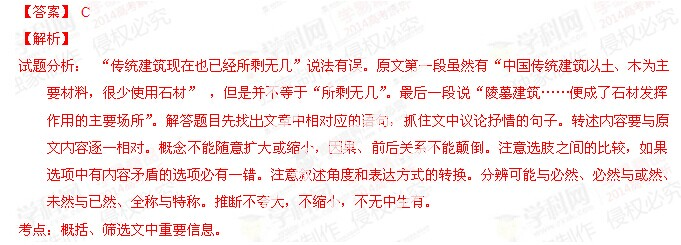 【答案】 C
【解析】
试题分析： “传统建筑现在也已经所剩无几”说法有误。原文第一段虽然有“中国传统建筑以土、木为主
要材料，很少使用石材” ，但是并不等于“所剩无几”。最后一段说“陵墓建筑……便成了石材发挥
作用的主要场所”。解答题目先找出文章中相对应的语句，抓住文中议论抒情的句子。转述内容要与原
文内容逐一相对。概念不能随意扩大或缩小，因果、前后关系不能颠倒。注意选肢之间的比较，如果
选项中有内容矛盾的选项必有一错。注意叙述角度和表达方式的转换。分辨可能与必然、必然与或然、
未然与已然、全称与特称。推断不夸大，不缩小，不无中生有。
考点：概括、筛选文中重要信息。